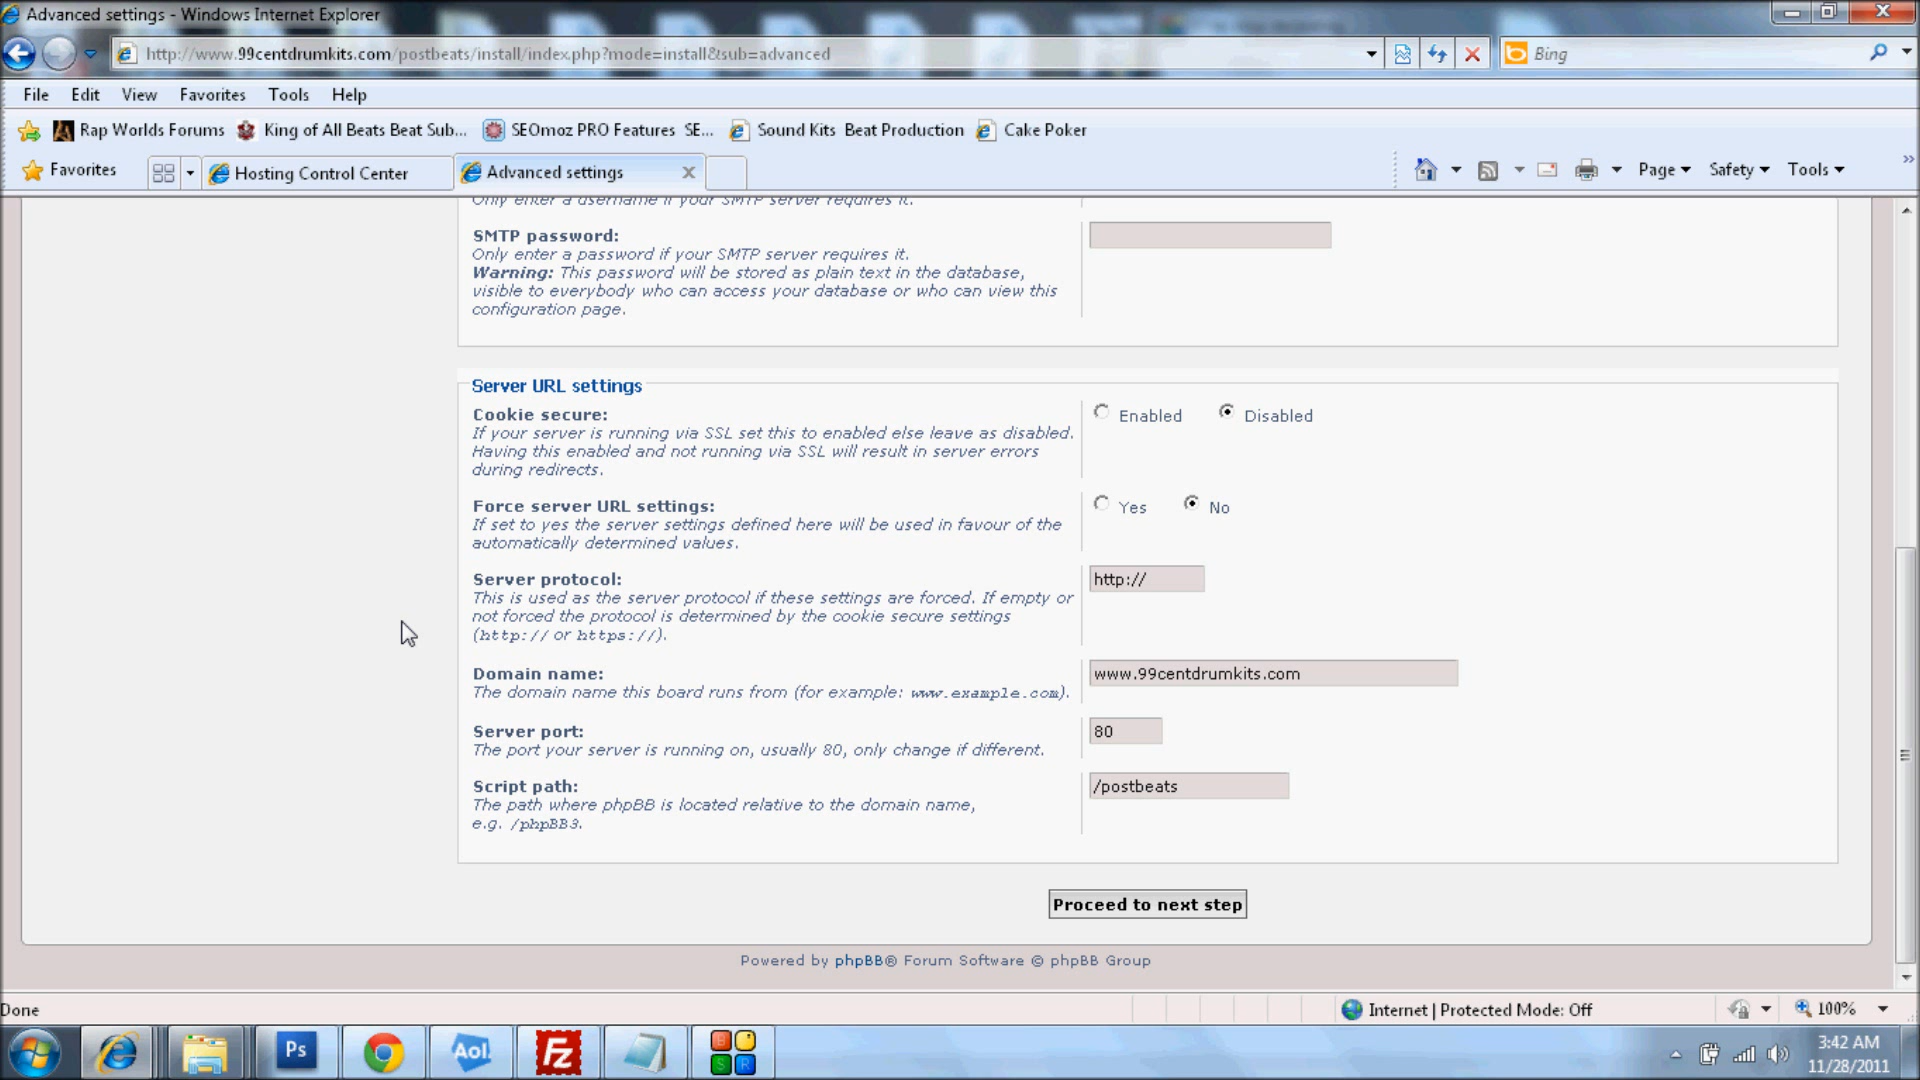 Advanced settings - Windows Internet Explorer
http://www.99centdrumkits.com/postbeats/install/index.php?mode=install&sub=advanced
Bing
File Edit View Favorites Tools Help
Rap Worlds Forums King of All Beats Beat Sub... SEOmoz PRO Features SE... Sound Kits Beat Production Cake Poker
Favorites Hosting Control Center Advanced settings Page Safety Tools
Only enter a username if your SMTP server requires it.
SMTP password:
Only enter a password if your SMTP server requires it.
Warning: This password will be stored as plain text in the database,
visible to everybody who can access your database or who can view this
configuration page.
Server URL settings
Cookie secure: Enabled Disabled
If your server is running via SSL set this to enabled else leave as disabled.
Having this enabled and not running via SSL will result in server errors
during redirects.
Force server URL settings: Yes No
If set to yes the server settings defined here will be used in favour of the
automatically determined values.
Server protocol: http://
This is used as the server protocol if these settings are forced. If empty or
not forced the protocol is determined by the cookie secure settings
(http:// or https://).
Domain name: www.99centdrumkits.com
The domain name this board runs from (for example: www.example.com).
Server port: 80
The port your server is running on, usually 80, only change if different.
Script path: /postbeats
The path where phpBB is located relative to the domain name,
e.g. /phpBB3.
Proceed to next step
Powered by phpBB® Forum Software © phpBB Group
Done Internet | Protected Mode: Off 100%
Ps Aol. Fz S R
3:42 AM
11/28/2011